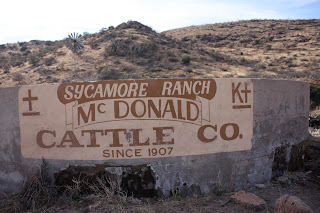 SYCAMORE RANCH
MCDONALD
K+
CATTLE CO.
SINCE 1907